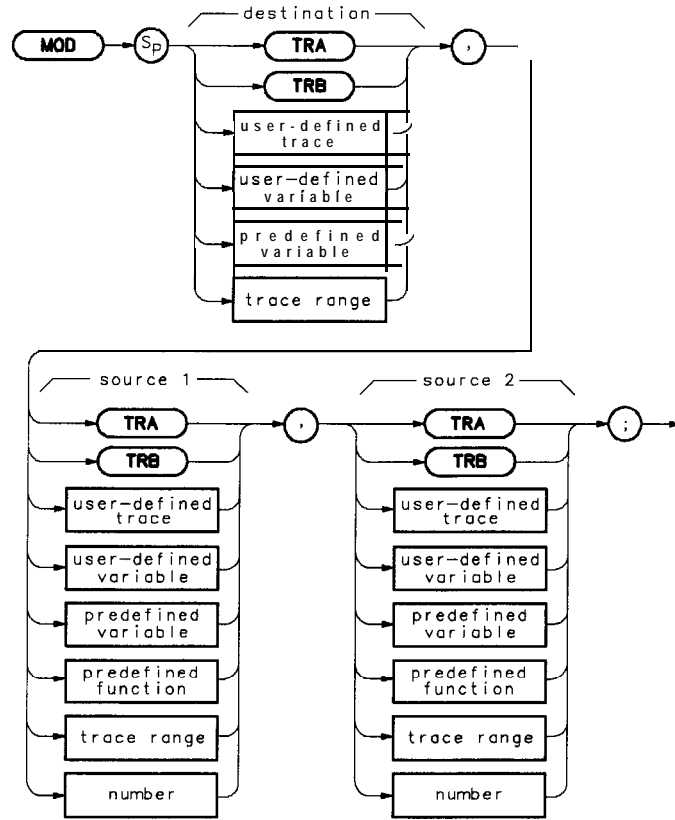 destination
MOD
Sp
TRA
,
TRB
user-defined
trace
user-defined
variable
predefined
variable
trace range
source 1
TRA
,
TRB
user-defined
trace
user-defined
variable
predefined
variable
predefined
function
trace range
number
source 2
TRA
;
TRB
user-defined
trace
user-defined
variable
predefined
variable
predefined
function
trace range
number